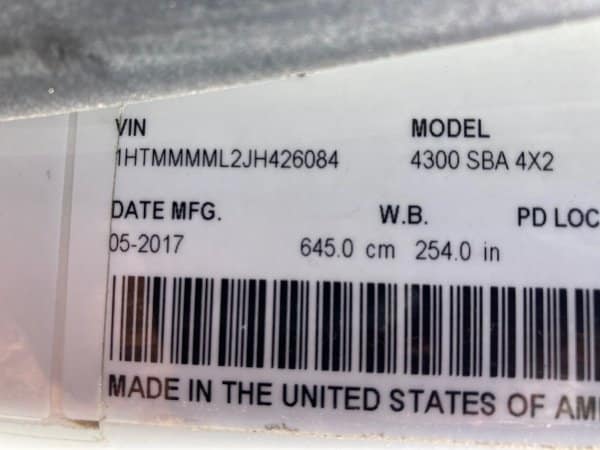 VIN MODEL
1HTMMMML2JH426084 4300 SBA 4X2
DATE MFG. W.B. PD LOC
05-2017 645.0 cm 254.0 in
MADE IN THE UNITED STATES OF AM